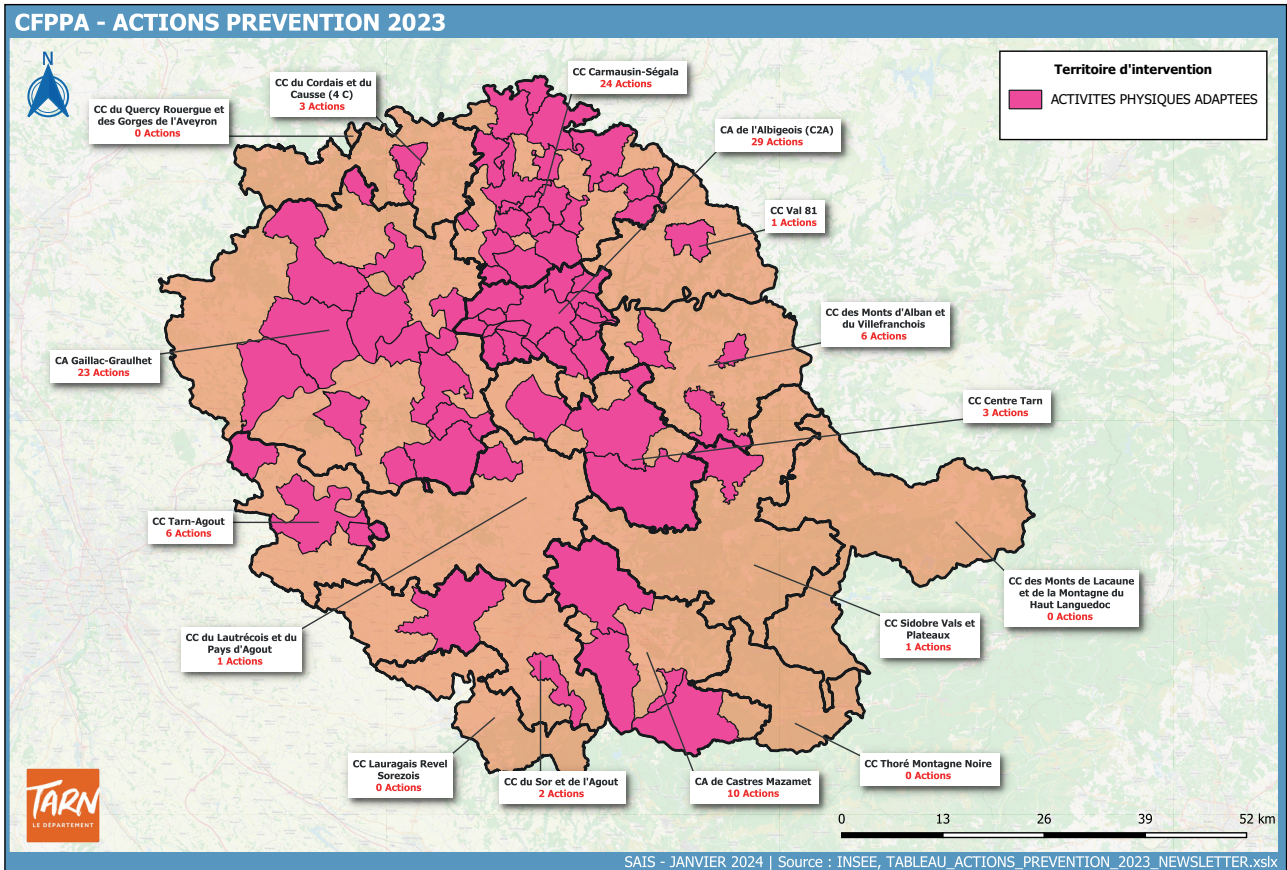 CFPPA - ACTIONS PREVENTION 2023
N
Territoire d'intervention
ACTIVITES PHYSIQUES ADAPTEES
CC du Quercy Rouergue et
des Gorges de l'Aveyron
0 Actions
CC du Cordais et du
Causse (4 C)
3 Actions
CC Carmausin-Ségala
24 Actions
CA de l'Albigeois (C2A)
29 Actions
CC Val 81
1 Actions
CC des Monts d'Alban et
du Villefranchois
6 Actions
CA Gaillac-Graulhet
23 Actions
CC Centre Tarn
3 Actions
CC Tarn-Agout
6 Actions
CC des Monts de Lacaune
et de la Montagne du
Haut Languedoc
0 Actions
CC Sidobre Vals et
Plateaux
1 Actions
CC du Lautrécois et du
Pays d'Agout
1 Actions
CC Lauragais Revel
Sorezois
0 Actions
CC du Sor et de l'Agout
2 Actions
CA de Castres Mazamet
10 Actions
CC Thoré Montagne Noire
0 Actions
TARN
LE DÉPARTEMENT
0 13 26 39 52 km
SAIS - JANVIER 2024 | Source : INSEE, TABLEAU_ACTIONS_PREVENTION_2023_NEWSLETTER.xslx